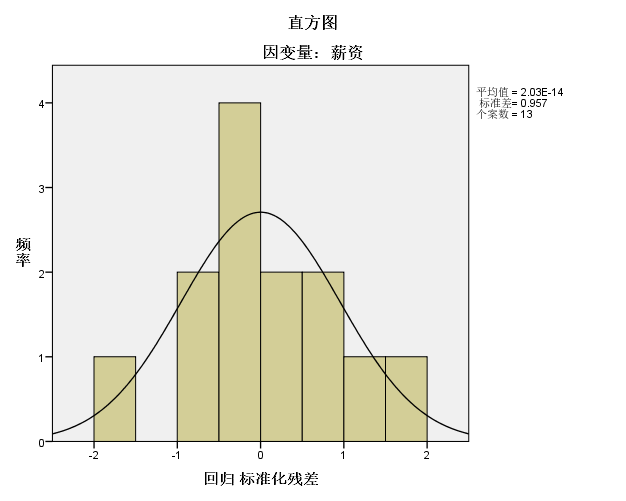 直方图
因变量：薪资
平均值 = 2.03E-14
标准差= 0.957
个案数 = 13
频率
4
3
2
1
0
-2 -1 0 1 2
回归 标准化残差